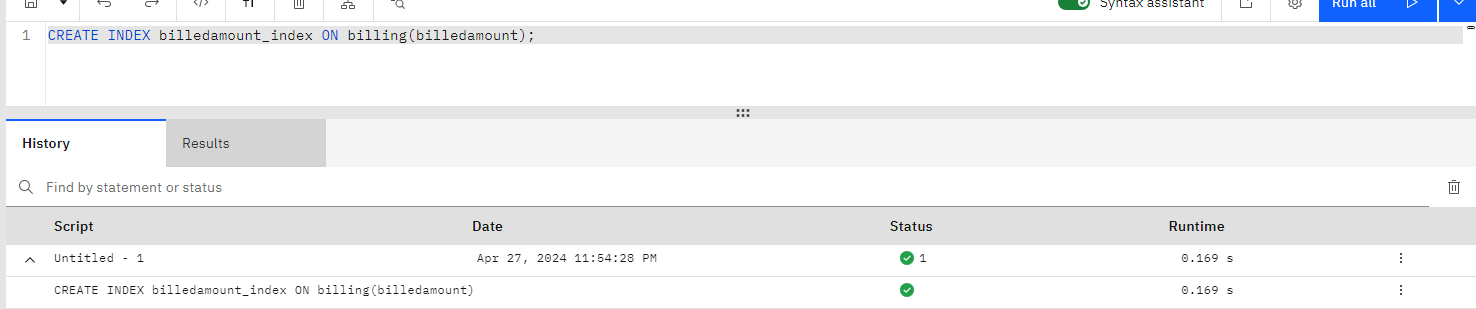 Syntax assistant
Run all
1 CREATE INDEX billedamount_index ON billing(billedamount);
History Results
Find by statement or status
Script Date Status Runtime
Untitled - 1 Apr 27, 2024 11:54:28 PM 1 0.169 s
CREATE INDEX billedamount_index ON billing(billedamount) 0.169 s